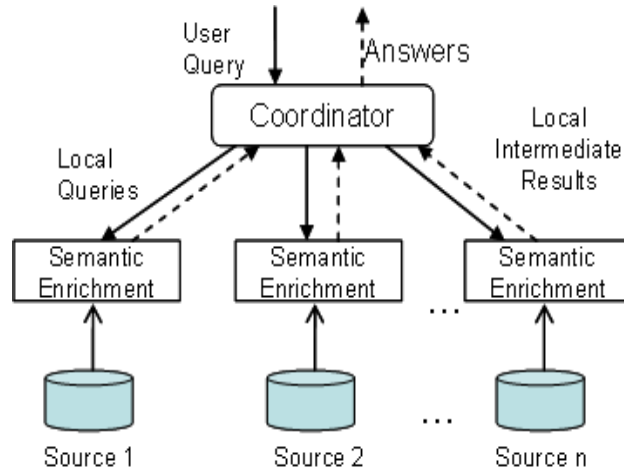 User
Query
Answers
Coordinator
Local
Queries
Local
Intermediate
Results
Semantic
Enrichment
Semantic
Enrichment
Semantic
Enrichment
...
Source 1
Source 2
...
Source n